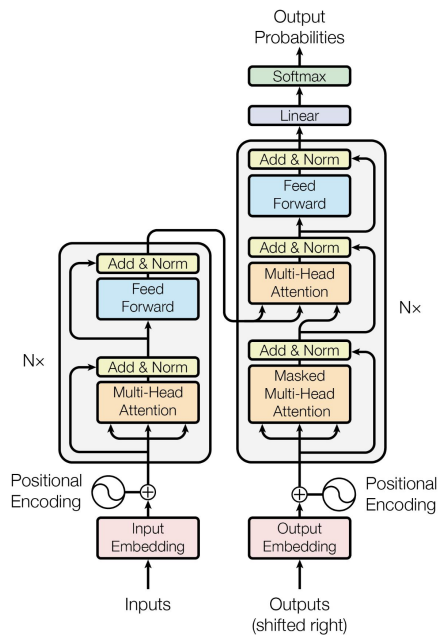 Output
Probabilities
Softmax
Linear
Add & Norm
Feed
Forward
Add & Norm
Multi-Head
Attention
Nx
Add & Norm
Masked
Multi-Head
Attention
Positional
Encoding
Output
Embedding
Outputs
(shifted right)
Add & Norm
Feed
Forward
Nx
Add & Norm
Multi-Head
Attention
Positional
Encoding
Input
Embedding
Inputs